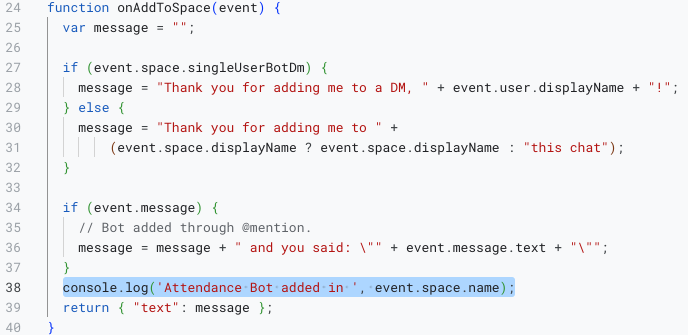 24 function onAddToSpace(event) {
25 var message = "";
26
27 if (event.space.singleUserBotDm) {
28 message = "Thank you for adding me to a DM, " + event.user.displayName + "!";
29 } else {
30 message = "Thank you for adding me to " +
31 (event.space.displayName ? event.space.displayName : "this chat");
32 }
33
34 if (event.message) {
35 // Bot added through @mention.
36 message = message + " and you said: \"" + event.message.text + "\"";
37 }
38 console.log('Attendance Bot added in ', event.space.name);
39 return { "text": message };
40 }